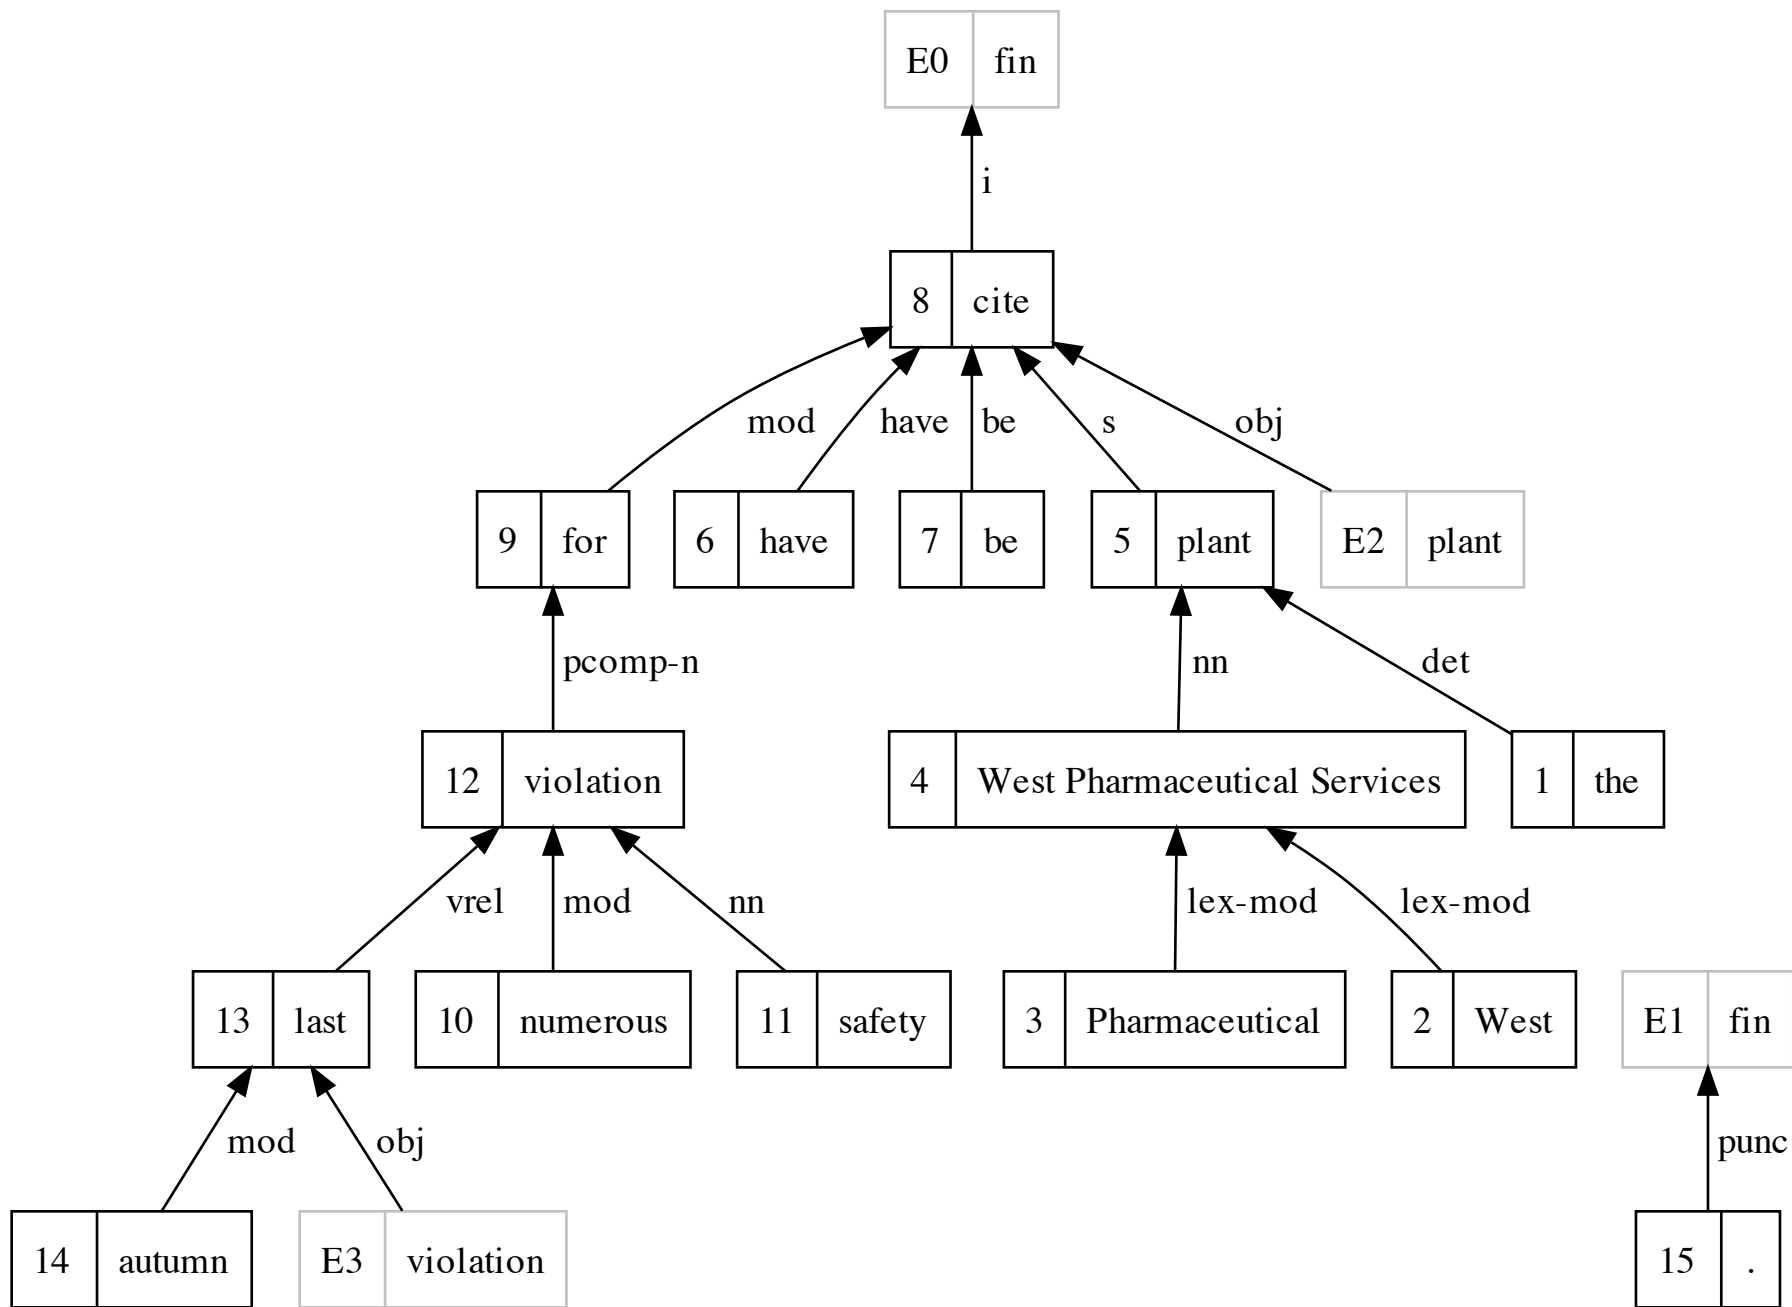 E0 fin
i
8 cite
mod have be s obj
9 for 6 have 7 be 5 plant E2 plant
pcomp-n nn det
12 violation 4 West Pharmaceutical Services 1 the
vrel mod nn lex-mod lex-mod
13 last 10 numerous 11 safety 3 Pharmaceutical 2 West E1 fin
mod obj punc
14 autumn E3 violation 15 .